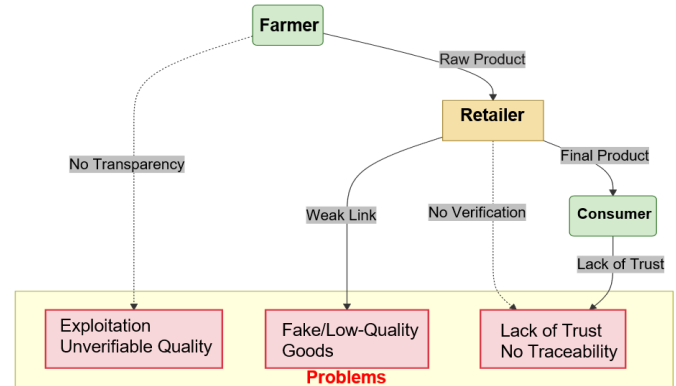 Farmer
Raw Product
Retailer
No Transparency
Final Product
Weak Link
No Verification
Consumer
Lack of Trust
Exploitation
Unverifiable Quality
Fake/Low-Quality
Goods
Lack of Trust
No Traceability
Problems